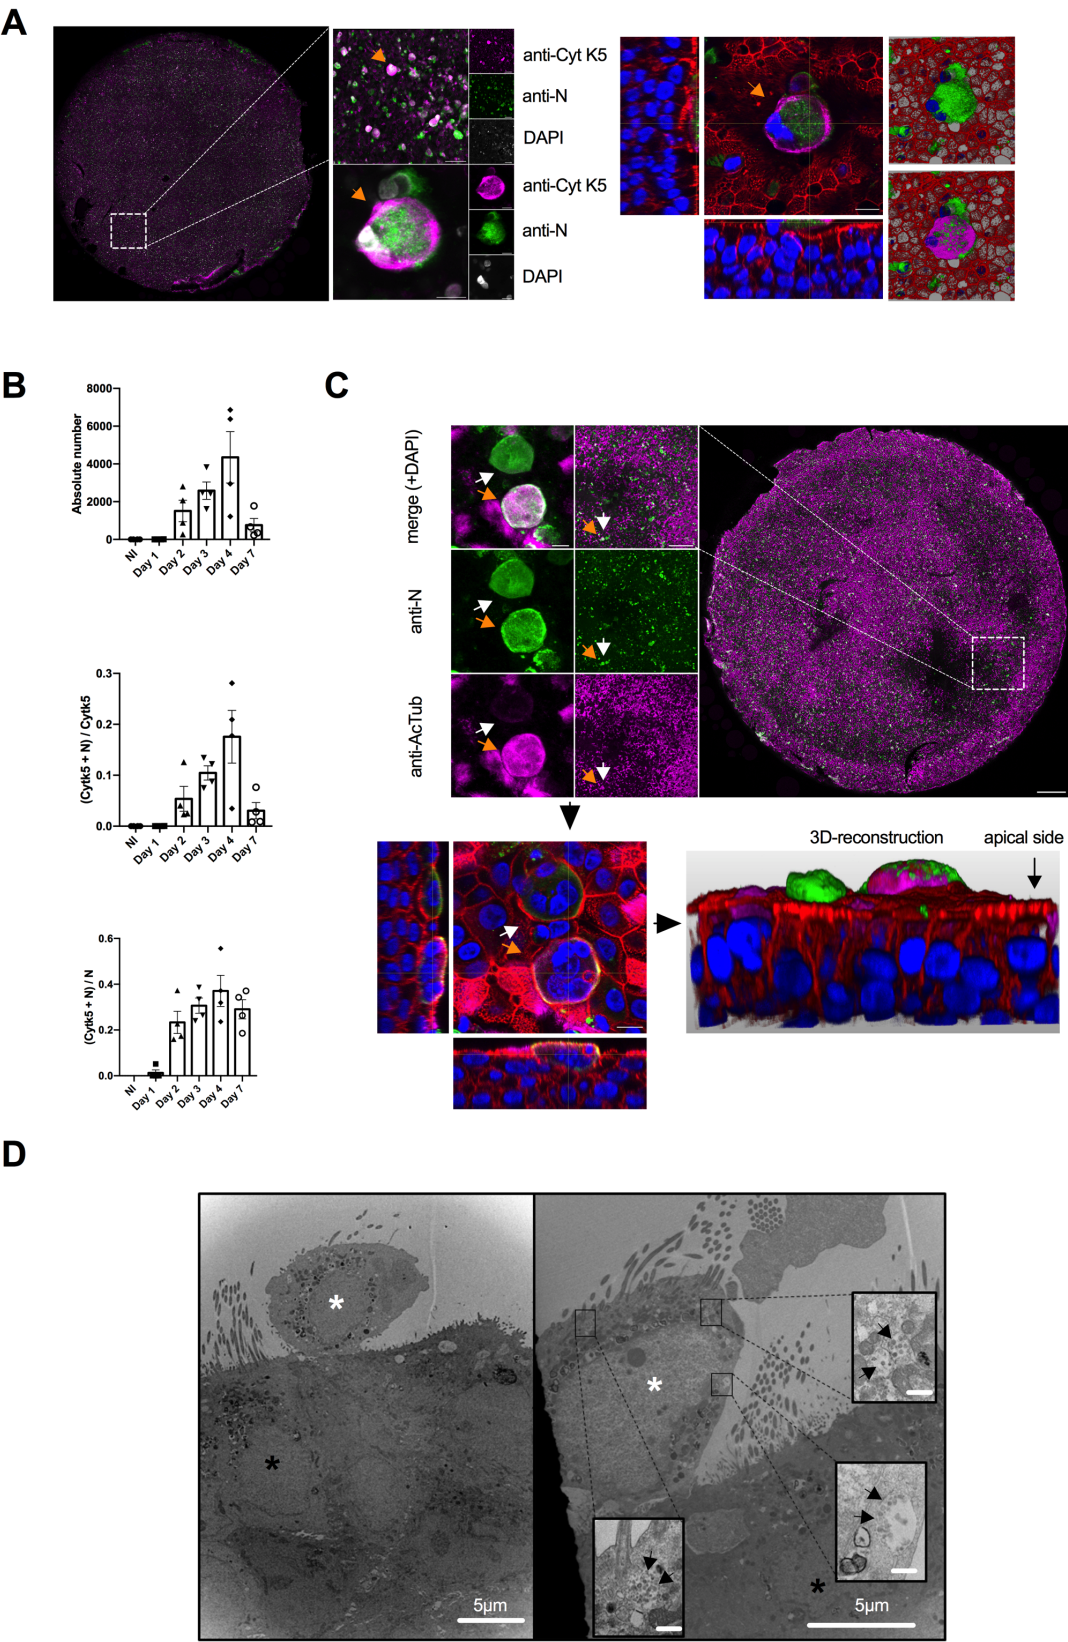 A
anti-Cyt K5
anti-N
DAPI
anti-Cyt K5
anti-N
DAPI
B
Absolute number
8000
6000
4000
2000
0
NI
Day 1
Day 2
Day 3
Day 4
Day 7
(Cytk5 + N) / Cytk5
0.3
0.2
0.1
0.0
NI
Day 1
Day 2
Day 3
Day 4
Day 7
(Cytk5 + N) / N
0.6
0.4
0.2
0.0
NI
Day 1
Day 2
Day 3
Day 4
Day 7
C
merge (+DAPI)
anti-N
anti-AcTub
3D-reconstruction
apical side
D
*
*
5µm
*
*
5µm